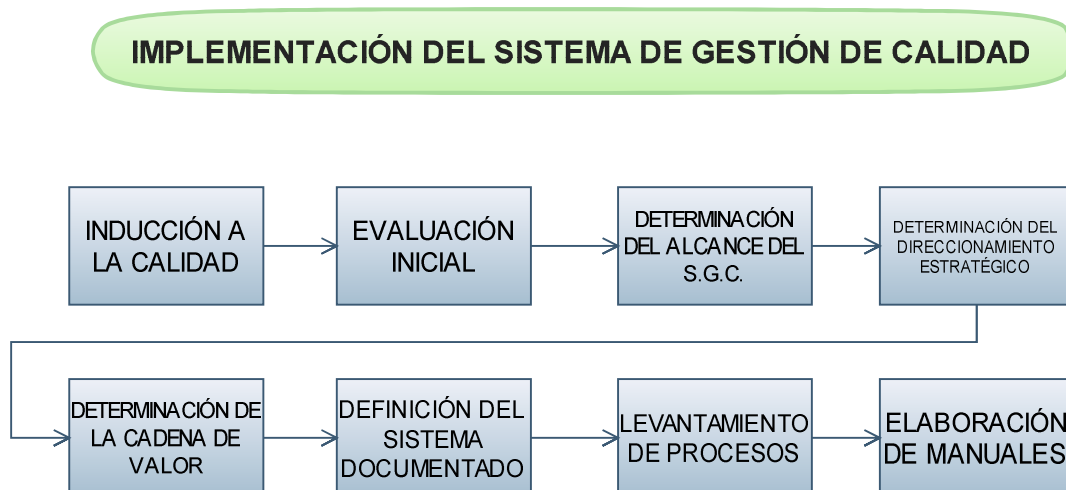 IMPLEMENTACIÓN DEL SISTEMA DE GESTIÓN DE CALIDAD
INDUCCIÓN A
LA CALIDAD
EVALUACIÓN
INICIAL
DETERMINACIÓN
DEL ALCANCE DEL
S.G.C.
DETERMINACIÓN DEL
DIRECCIONAMIENTO
ESTRATÉGICO
DETERMINACIÓN DE
LA CADENA DE
VALOR
DEFINICIÓN DEL
SISTEMA
DOCUMENTADO
LEVANTAMIENTO
DE PROCESOS
ELABORACIÓN
DE MANUALES